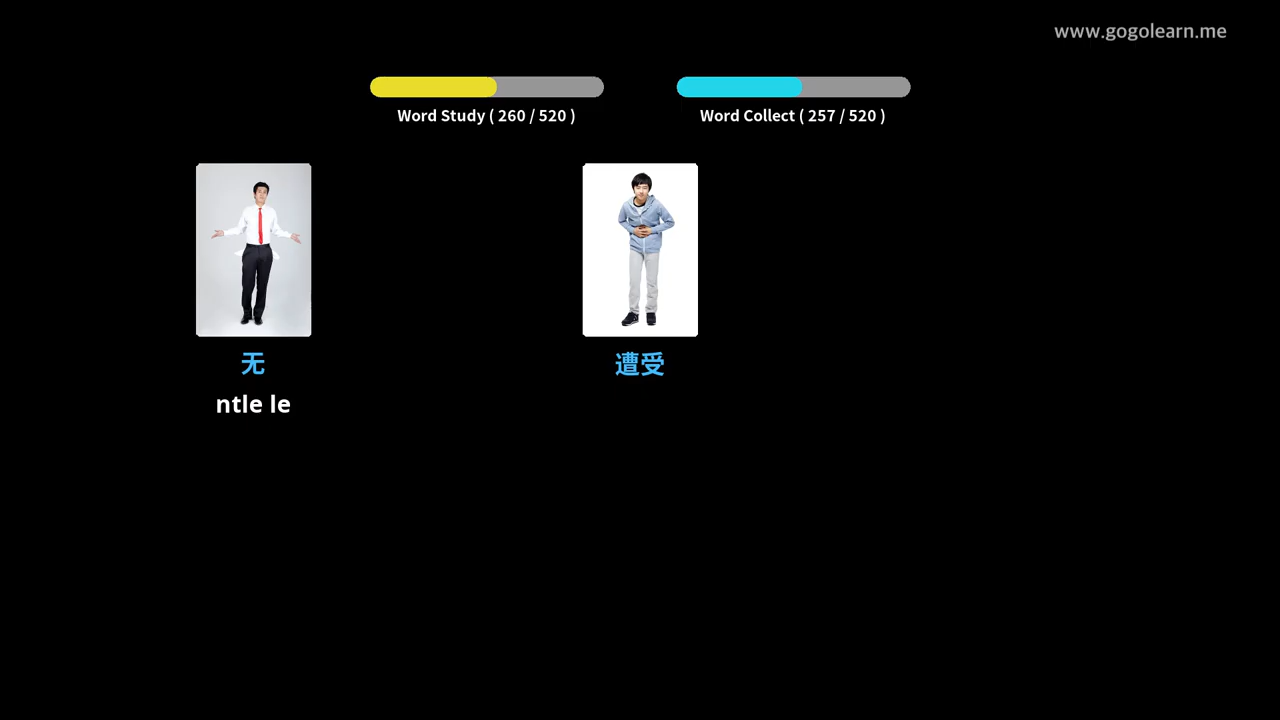 www.gogolearn.me
Word Study ( 260 / 520 )
Word Collect ( 257 / 520 )
无
遭受
ntle le